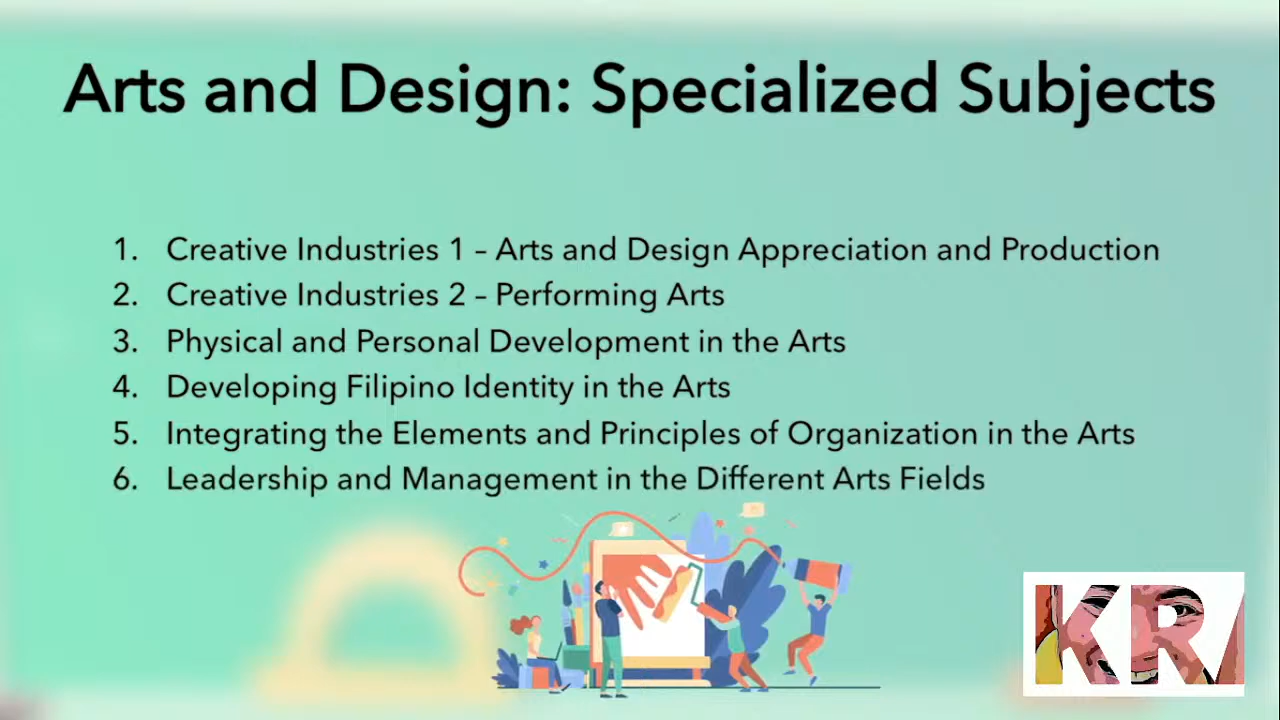 Arts and Design: Specialized Subjects
1. Creative Industries 1 – Arts and Design Appreciation and Production
2. Creative Industries 2 – Performing Arts
3. Physical and Personal Development in the Arts
4. Developing Filipino Identity in the Arts
5. Integrating the Elements and Principles of Organization in the Arts
6. Leadership and Management in the Different Arts Fields
KR